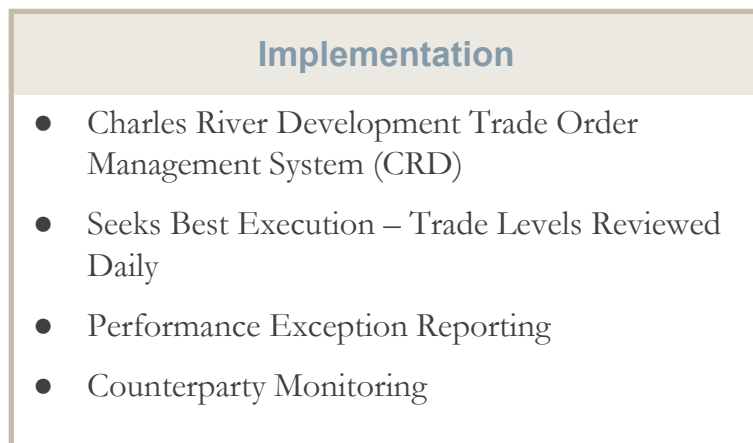 Implementation
● Charles River Development Trade Order
Management System (CRD)
● Seeks Best Execution – Trade Levels Reviewed
Daily
● Performance Exception Reporting
● Counterparty Monitoring